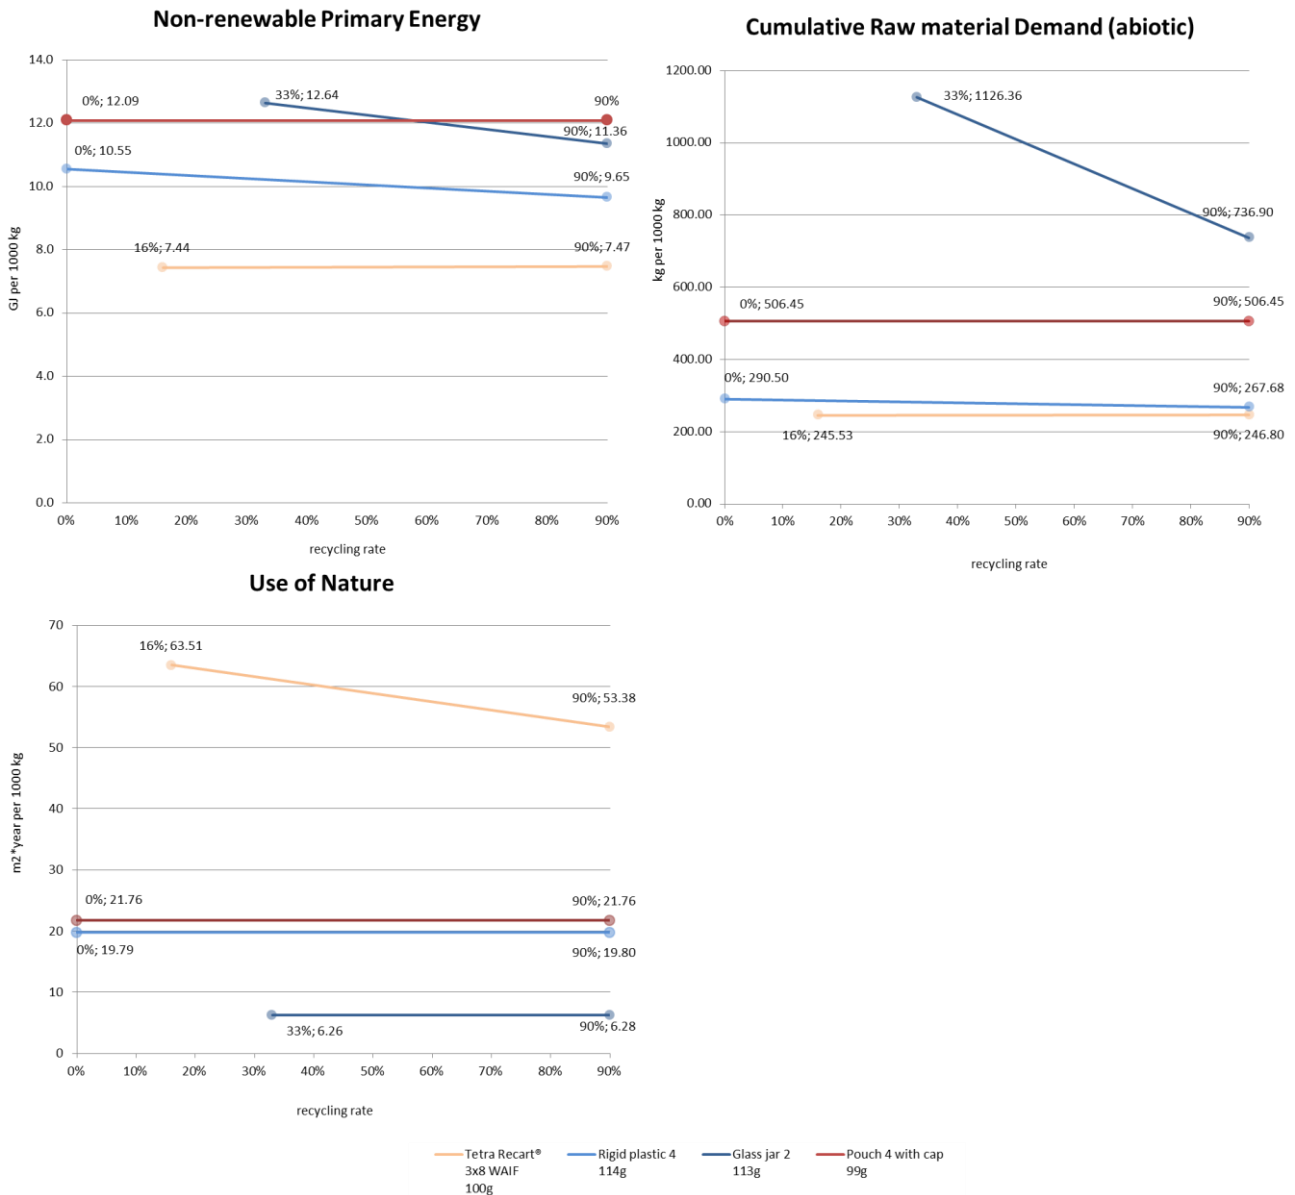 Non-renewable Primary Energy
14.0
12.0
10.0
8.0
6.0
4.0
2.0
0.0
GJ per 1000 kg
0%; 12.09
33%; 12.64
90%
90%; 11.36
0%; 10.55
90%; 9.65
16%; 7.44
90%; 7.47
0% 10% 20% 30% 40% 50% 60% 70% 80% 90%
recycling rate
Cumulative Raw material Demand (abiotic)
1200.00
1000.00
800.00
600.00
400.00
200.00
0.00
kg per 1000 kg
33%; 1126.36
90%; 736.90
0%; 506.45
90%; 506.45
0%; 290.50
90%; 267.68
16%; 245.53
90%; 246.80
0% 10% 20% 30% 40% 50% 60% 70% 80% 90%
recycling rate
Use of Nature
70
60
50
40
30
20
10
0
m2*year per 1000 kg
16%; 63.51
90%; 53.38
0%; 21.76
90%; 21.76
0%; 19.79
90%; 19.80
33%; 6.26
90%; 6.28
0% 10% 20% 30% 40% 50% 60% 70% 80% 90%
recycling rate
Tetra Recart®
3x8 WAIF
100g
Rigid plastic 4
114g
Glass jar 2
113g
Pouch 4 with cap
99g